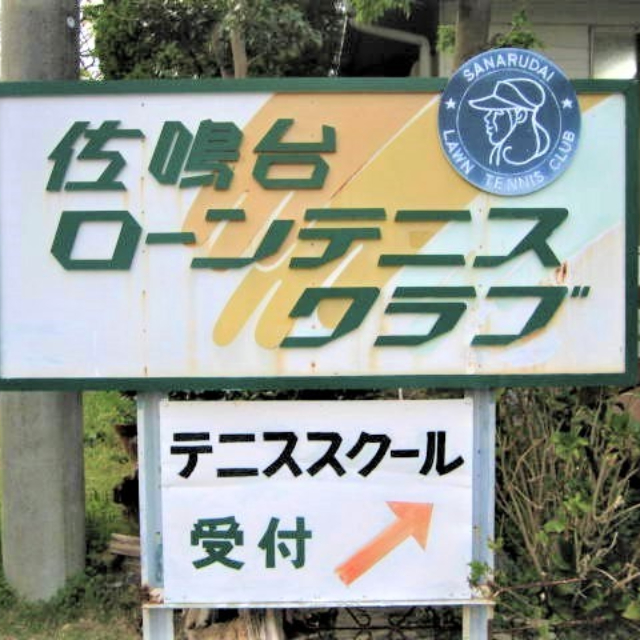 佐鳴台
ローンテニス
クラブ
SANARUDAI
LAWN TENNIS CLUB
テニススクール
受付